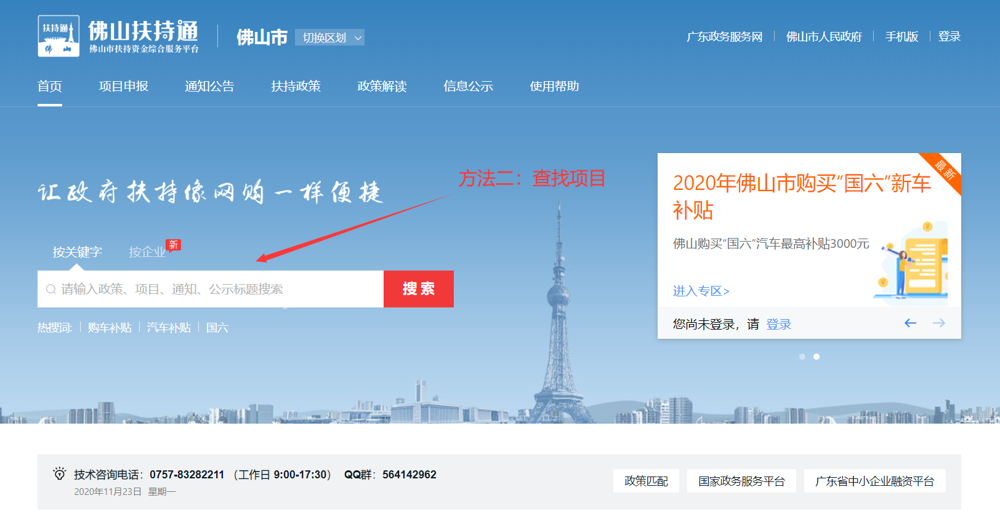 扶持通
佛山
佛山扶持通
佛山市扶持资金综合服务平台
佛山市
切换区划
广东政务服务网
佛山市人民政府
手机版
登录
首页
项目申报
通知公告
扶持政策
政策解读
信息公示
使用帮助
让政府扶持像网购一样便捷
方法二：查找项目
按关键字
按企业
新
请输入政策、项目、通知、公示标题搜索
搜 索
热搜词:
购车补贴
汽车补贴
国六
最新
2020年佛山市购买“国六”新车
补贴
佛山购买“国六”汽车最高补贴3000元
进入专区>
您尚未登录，请 登录
技术咨询电话：0757-83282211 （工作日 9:00-17:30） QQ群：564142962
2020年11月23日 星期一
政策匹配
国家政务服务平台
广东省中小企业融资平台